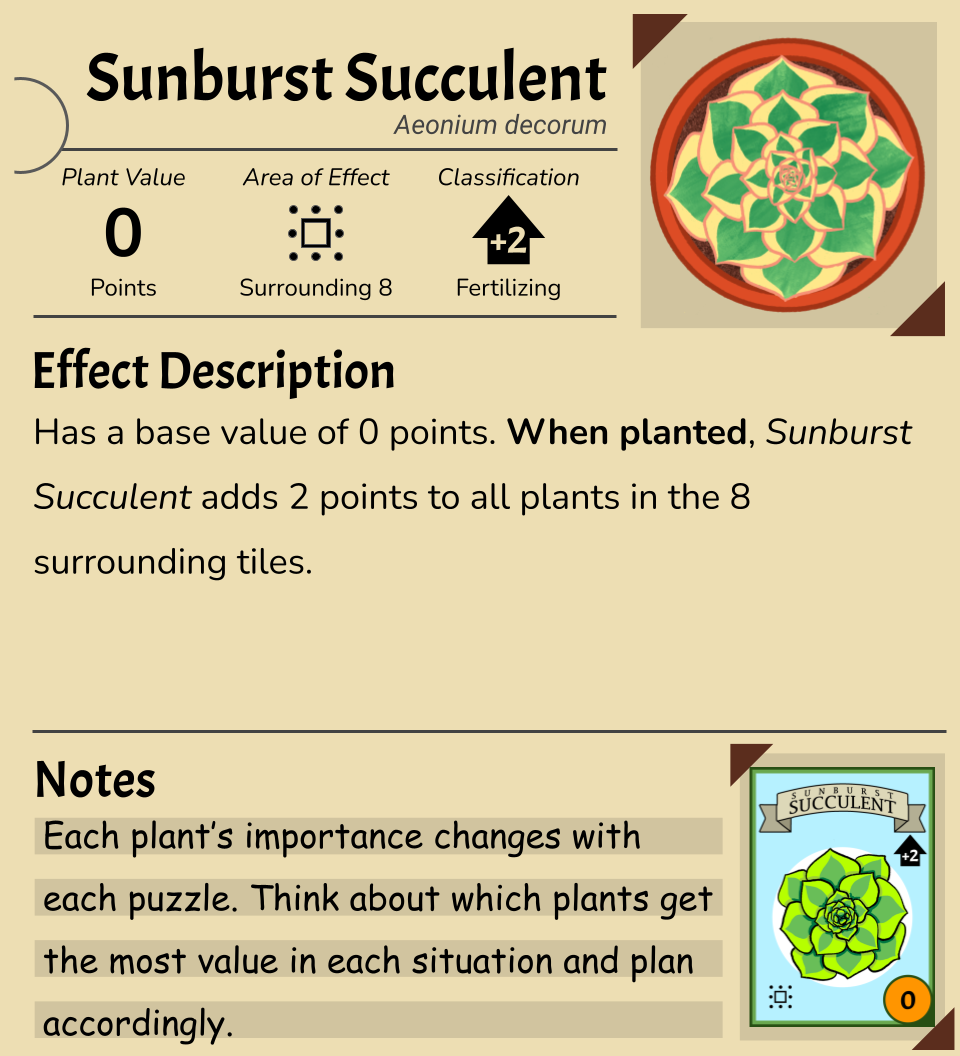 Sunburst Succulent
Aeonium decorum
Plant Value
Area of Effect
Classification
0
+2
Points
Surrounding 8
Fertilizing
Effect Description
Has a base value of 0 points. When planted, Sunburst
Succulent adds 2 points to all plants in the 8
surrounding tiles.
Notes
Each plant's importance changes with
each puzzle. Think about which plants get
the most value in each situation and plan
accordingly.
SUNBURST
SUCCULENT
+2
0